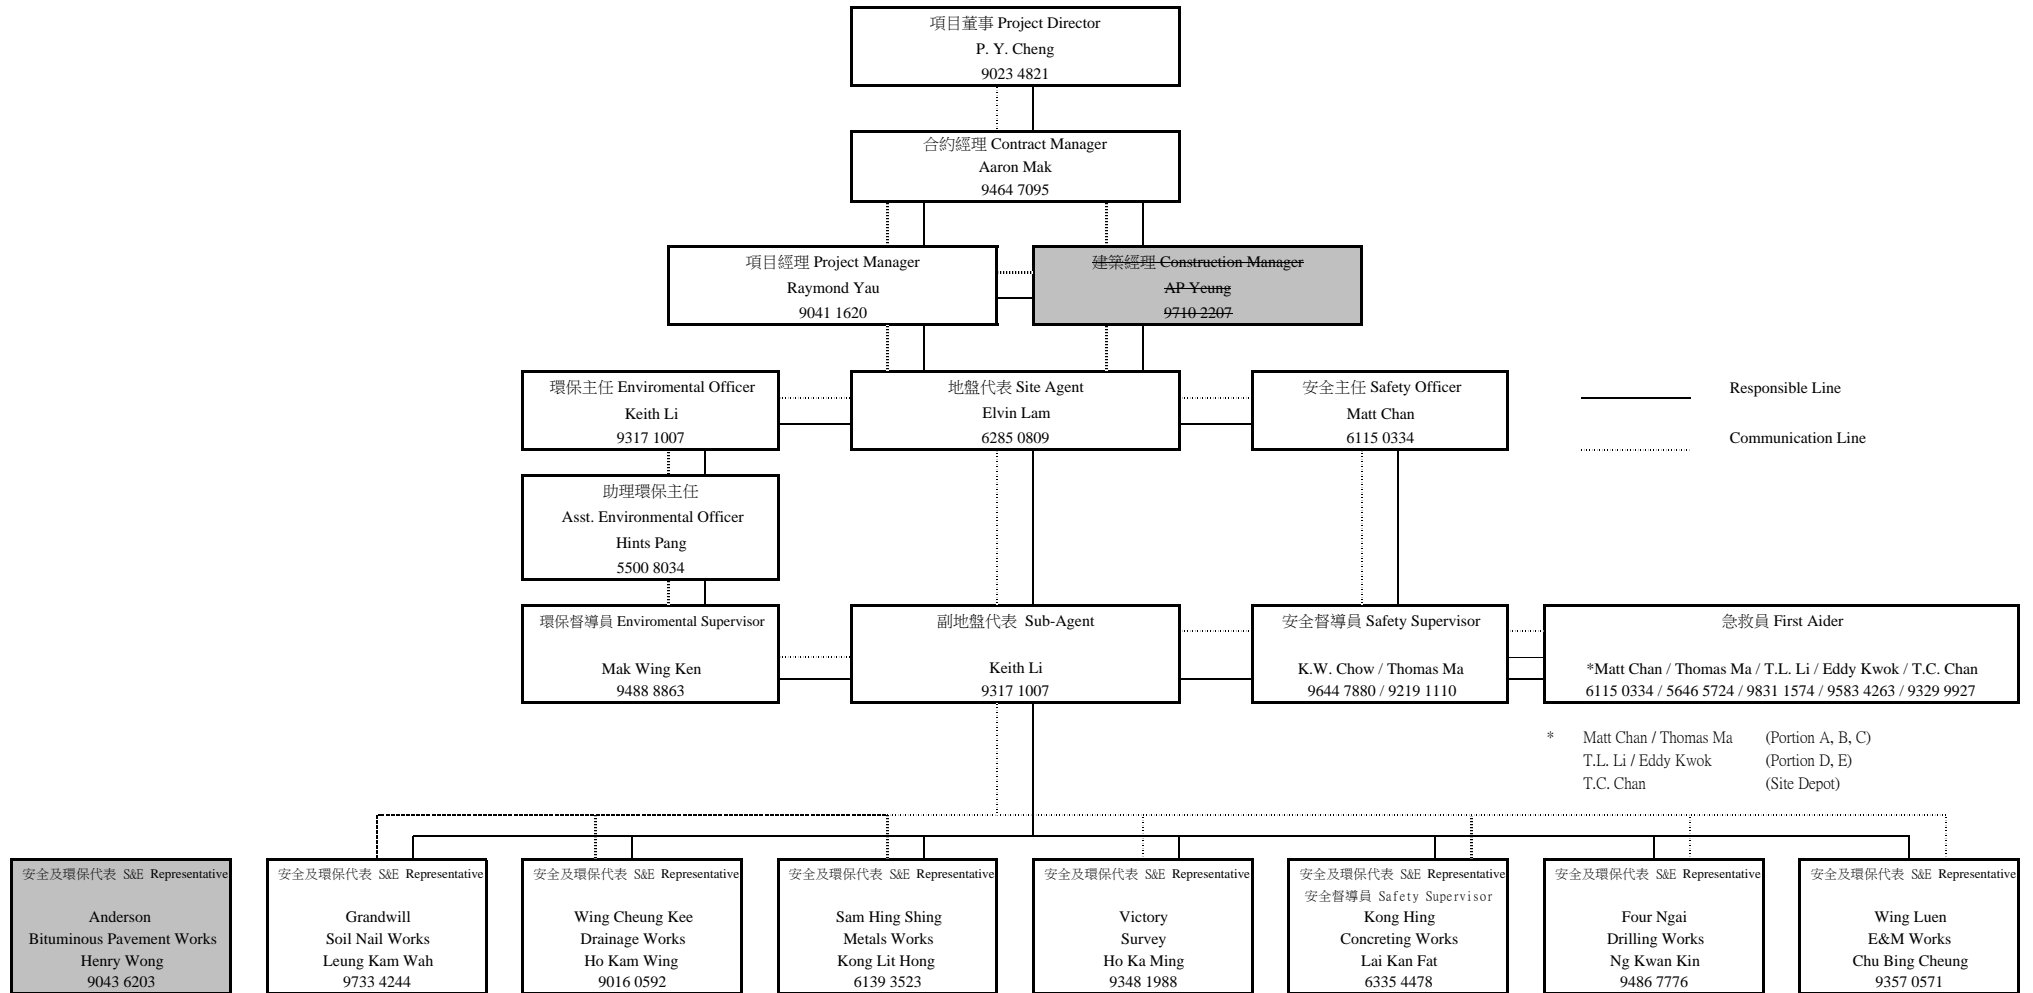 項目董事 Project Director
P. Y. Cheng
9023 4821
合約經理 Contract Manager
Aaron Mak
9464 7095
項目經理 Project Manager
Raymond Yau
9041 1620
建築經理 Construction Manager
AP Yeung
9710 2207
環保主任 Enviromental Officer
Keith Li
9317 1007
地盤代表 Site Agent
Elvin Lam
6285 0809
安全主任 Safety Officer
Matt Chan
6115 0334
Responsible Line
Communication Line
助理環保主任
Asst. Environmental Officer
Hints Pang
5500 8034
環保督導員 Enviromental Supervisor
Mak Wing Ken
9488 8863
副地盤代表 Sub-Agent
Keith Li
9317 1007
安全督導員 Safety Supervisor
K.W. Chow / Thomas Ma
9644 7880 / 9219 1110
急救員 First Aider
*Matt Chan / Thomas Ma / T.L. Li / Eddy Kwok / T.C. Chan
6115 0334 / 5646 5724 / 9831 1574 / 9583 4263 / 9329 9927
* Matt Chan / Thomas Ma (Portion A, B, C)
T.L. Li / Eddy Kwok (Portion D, E)
T.C. Chan (Site Depot)
安全及環保代表 S&E Representative
Anderson
Bituminous Pavement Works
Henry Wong
9043 6203
安全及環保代表 S&E Representative
Grandwill
Soil Nail Works
Leung Kam Wah
9733 4244
安全及環保代表 S&E Representative
Wing Cheung Kee
Drainage Works
Ho Kam Wing
9016 0592
安全及環保代表 S&E Representative
Sam Hing Shing
Metals Works
Kong Lit Hong
6139 3523
安全及環保代表 S&E Representative
Victory
Survey
Ho Ka Ming
9348 1988
安全及環保代表 S&E Representative
安全督導員 Safety Supervisor
Kong Hing
Concreting Works
Lai Kan Fat
6335 4478
安全及環保代表 S&E Representative
Four Ngai
Drilling Works
Ng Kwan Kin
9486 7776
安全及環保代表 S&E Representative
Wing Luen
E&M Works
Chu Bing Cheung
9357 0571